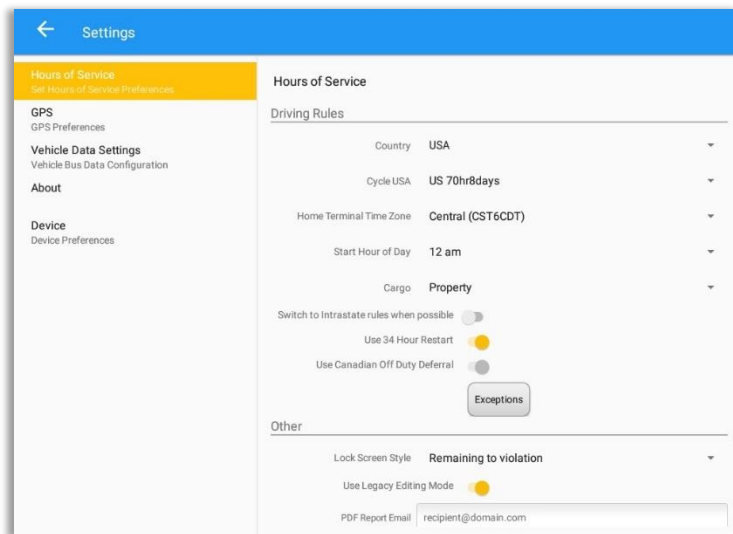 Settings
Hours of Service
Set Hours of Service Preferences
GPS
GPS Preferences
Vehicle Data Settings
Vehicle Bus Data Configuration
About
Device
Device Preferences
Hours of Service
Driving Rules
Country USA
Cycle USA US 70hr8days
Home Terminal Time Zone Central (CST6CDT)
Start Hour of Day 12 am
Cargo Property
Switch to Intrastate rules when possible
Use 34 Hour Restart
Use Canadian Off Duty Deferral
Exceptions
Other
Lock Screen Style Remaining to violation
Use Legacy Editing Mode
PDF Report Email recipient@domain.com